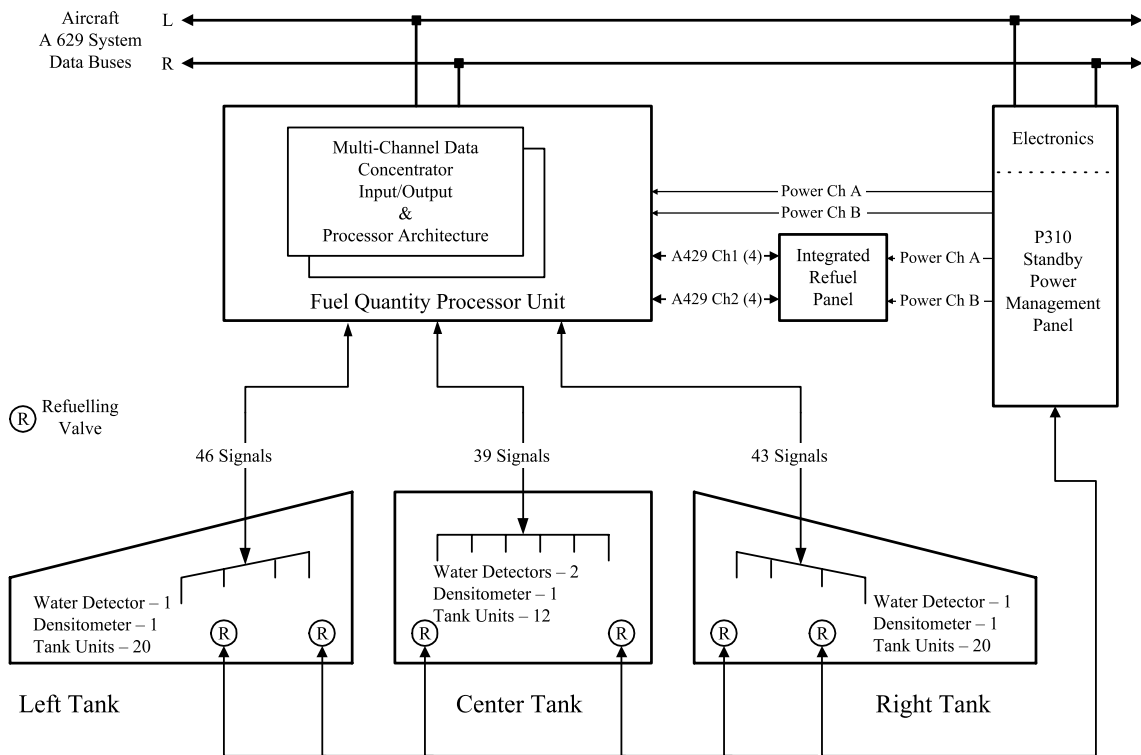 Aircraft
A 629 System
Data Buses
L
R
Multi-Channel Data
Concentrator
Input/Output
&
Processor Architecture
Fuel Quantity Processor Unit
Power Ch A
Power Ch B
A429 Ch1 (4)
A429 Ch2 (4)
Integrated
Refuel
Panel
Power Ch A
Power Ch B
Electronics
P310
Standby
Power
Management
Panel
R
Refuelling
Valve
46 Signals
39 Signals
43 Signals
Water Detector – 1
Densitometer – 1
Tank Units – 20
R
R
Water Detectors – 2
Densitometer – 1
Tank Units – 12
R
R
Water Detector – 1
Densitometer – 1
Tank Units – 20
R
R
Left Tank
Center Tank
Right Tank